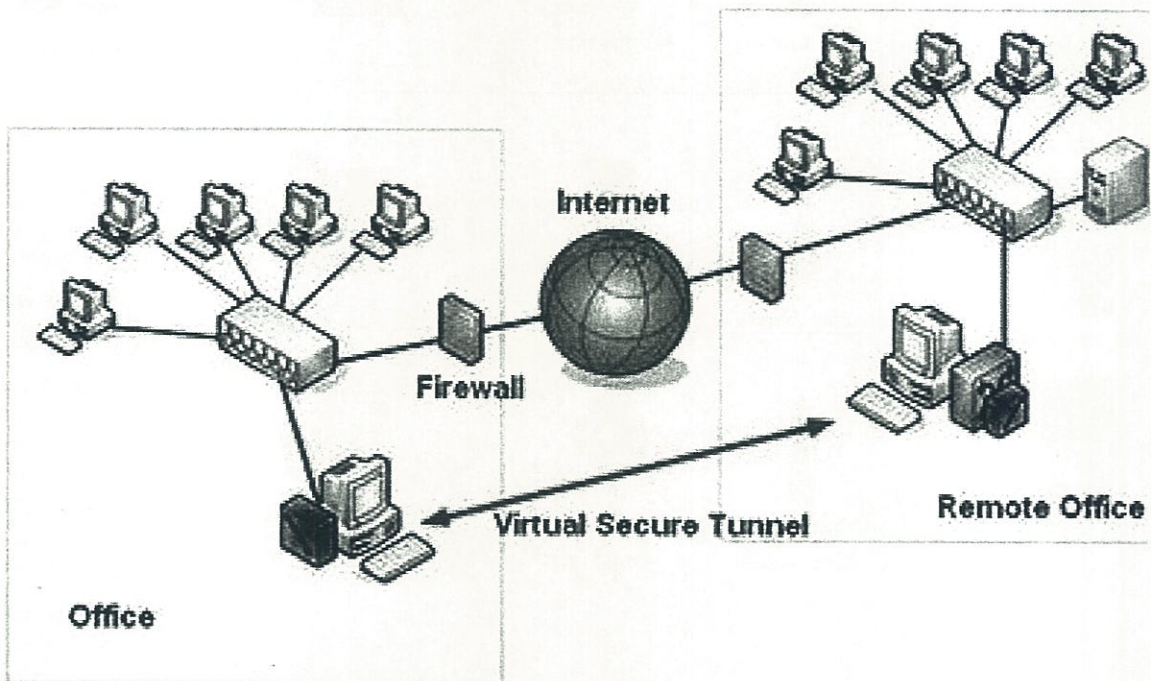 Internet
Firewall
Virtual Secure Tunnel
Remote Office
Office